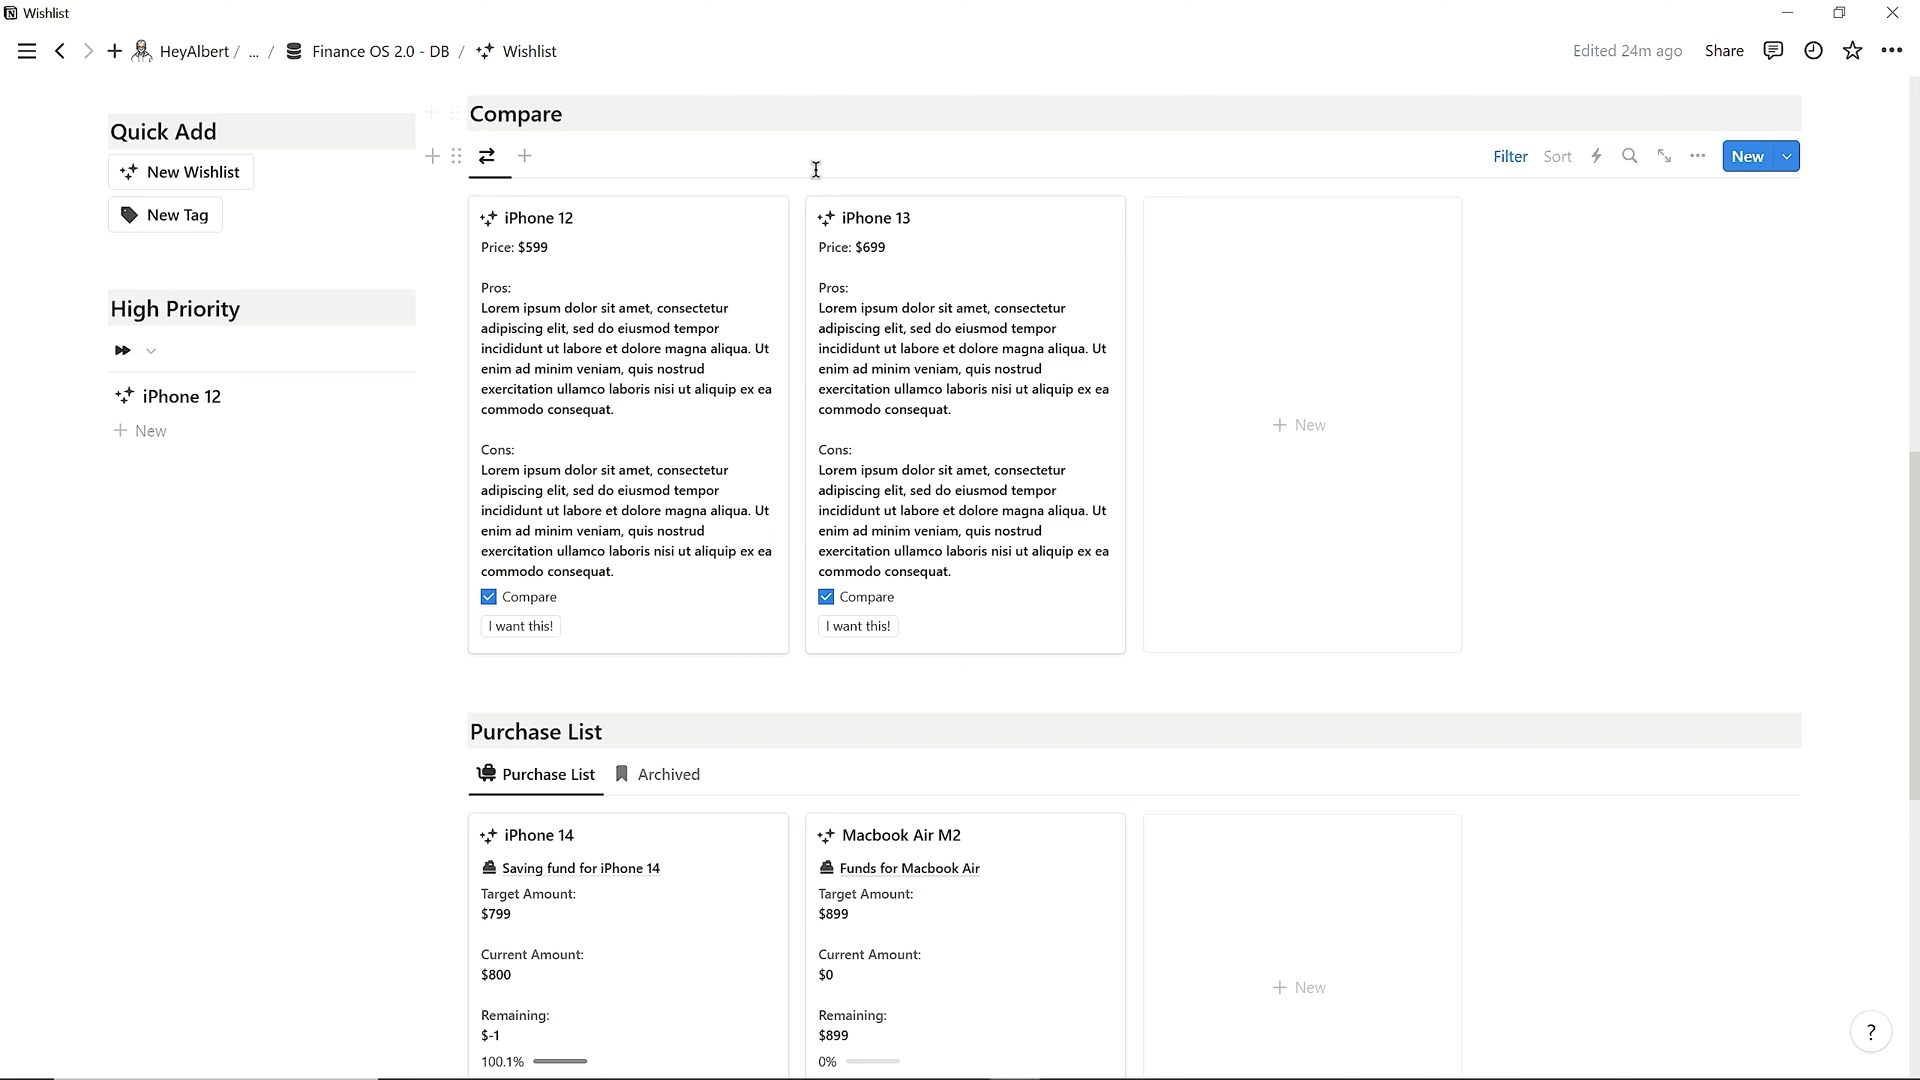 Wishlist
HeyAlbert / ... / Finance OS 2.0 - DB / Wishlist
Edited 24m ago Share
Quick Add
New Wishlist
New Tag
High Priority
iPhone 12
New
Compare
Filter Sort New
iPhone 12
Price: $599
Pros:
Lorem ipsum dolor sit amet, consectetur
adipiscing elit, sed do eiusmod tempor
incididunt ut labore et dolore magna aliqua. Ut
enim ad minim veniam, quis nostrud
exercitation ullamco laboris nisi ut aliquip ex ea
commodo consequat.
Cons:
Lorem ipsum dolor sit amet, consectetur
adipiscing elit, sed do eiusmod tempor
incididunt ut labore et dolore magna aliqua. Ut
enim ad minim veniam, quis nostrud
exercitation ullamco laboris nisi ut aliquip ex ea
commodo consequat.
Compare
I want this!
iPhone 13
Price: $699
Pros:
Lorem ipsum dolor sit amet, consectetur
adipiscing elit, sed do eiusmod tempor
incididunt ut labore et dolore magna aliqua. Ut
enim ad minim veniam, quis nostrud
exercitation ullamco laboris nisi ut aliquip ex ea
commodo consequat.
Cons:
Lorem ipsum dolor sit amet, consectetur
adipiscing elit, sed do eiusmod tempor
incididunt ut labore et dolore magna aliqua. Ut
enim ad minim veniam, quis nostrud
exercitation ullamco laboris nisi ut aliquip ex ea
commodo consequat.
Compare
I want this!
New
Purchase List
Purchase List Archived
iPhone 14
Saving fund for iPhone 14
Target Amount:
$799
Current Amount:
$800
Remaining:
$-1
100.1%
Macbook Air M2
Funds for Macbook Air
Target Amount:
$899
Current Amount:
$0
Remaining:
$899
0%
New
?